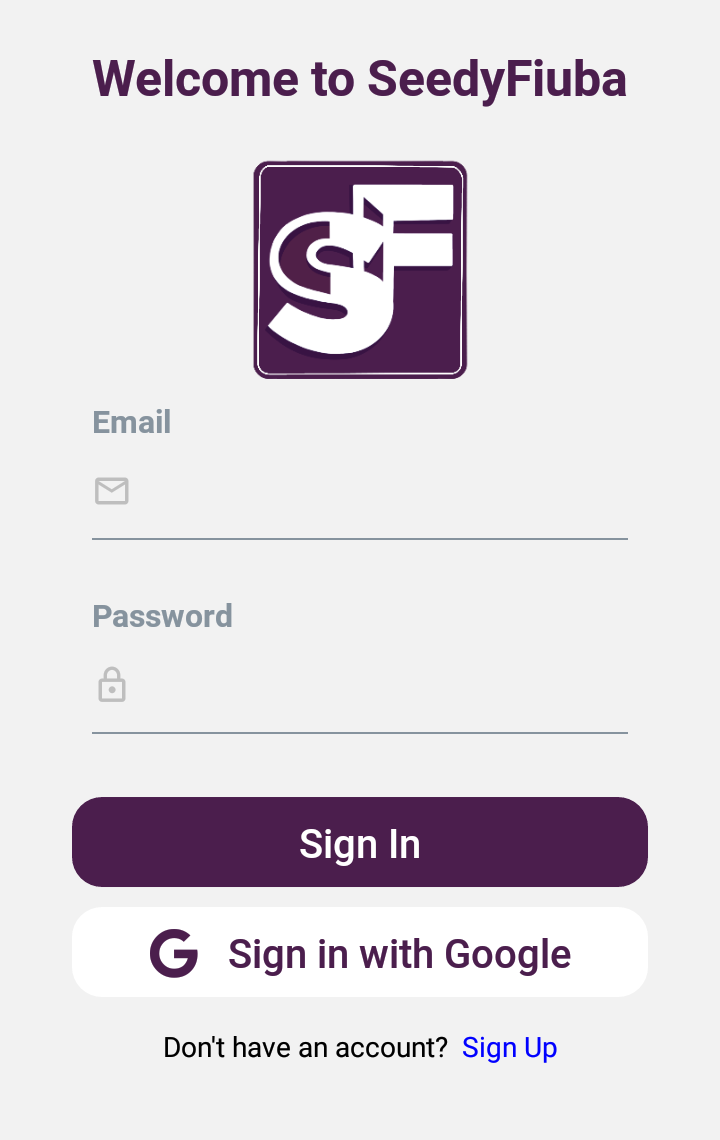 Welcome to SeedyFiuba
SF
Email
Password
Sign In
G Sign in with Google
Don't have an account? Sign Up